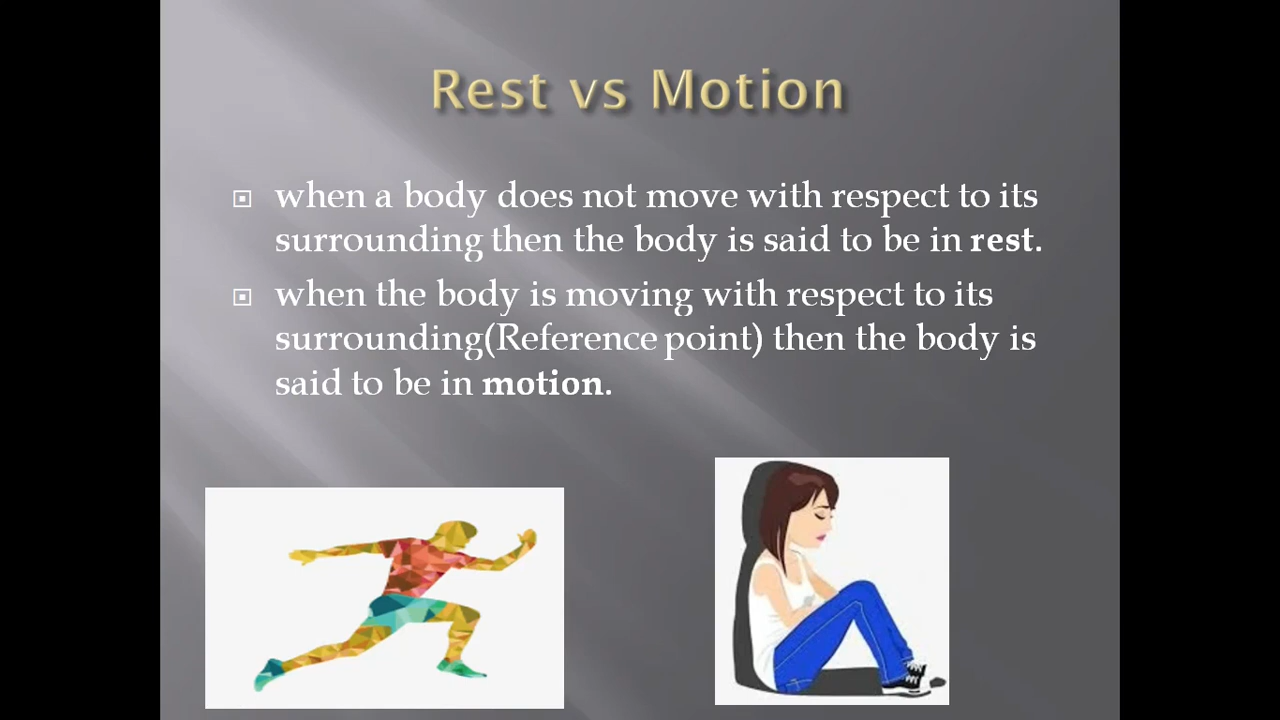 Rest vs Motion
when a body does not move with respect to its
surrounding then the body is said to be in rest.
when the body is moving with respect to its
surrounding(Reference point) then the body is
said to be in motion.